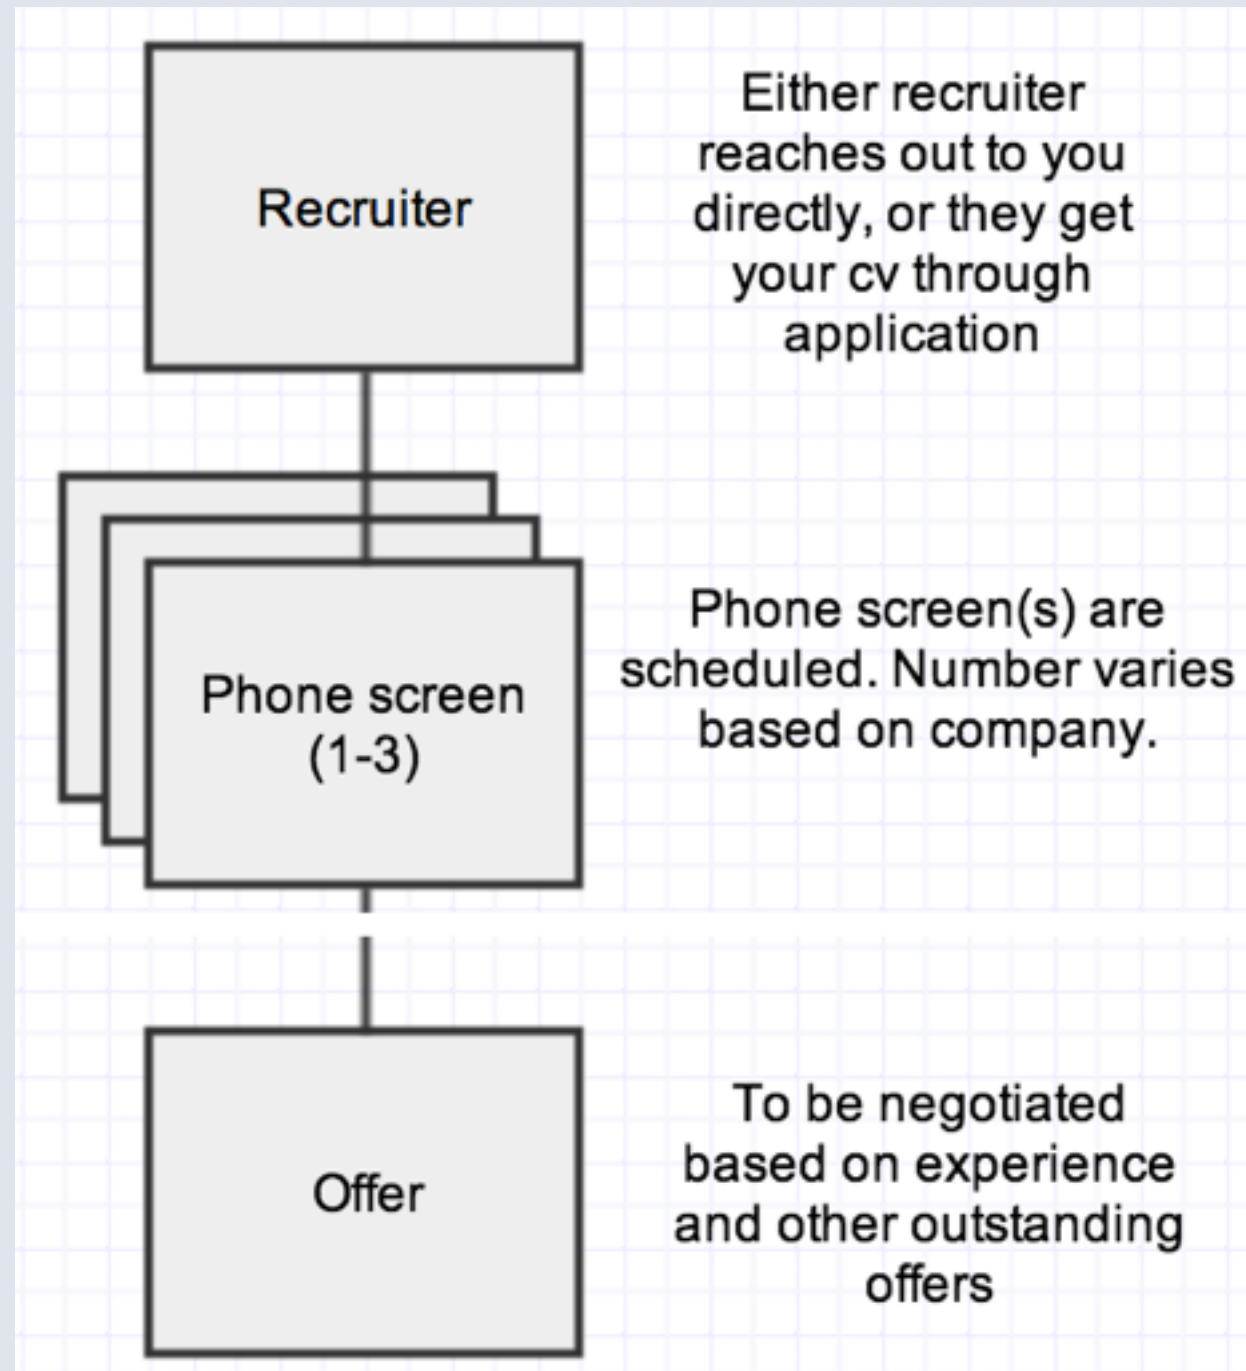 Recruiter
Either recruiter
reaches out to you
directly, or they get
your cv through
application
Phone screen
(1-3)
Phone screen(s) are
scheduled. Number varies
based on company.
Offer
To be negotiated
based on experience
and other outstanding
offers